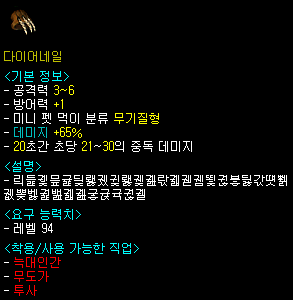 다이어네일
<기본 정보>
- 공격력 3~6
- 방어력 +1
- 미니 펫 먹이 분류 무기질형
- 데미지 +65%
- 20초간 초당 21~30의 중독 데미지
<설명>
<요구 능력치>
- 레벨 94
<착용/사용 가능한 직업>
- 늑대인간
- 무도가
- 투사